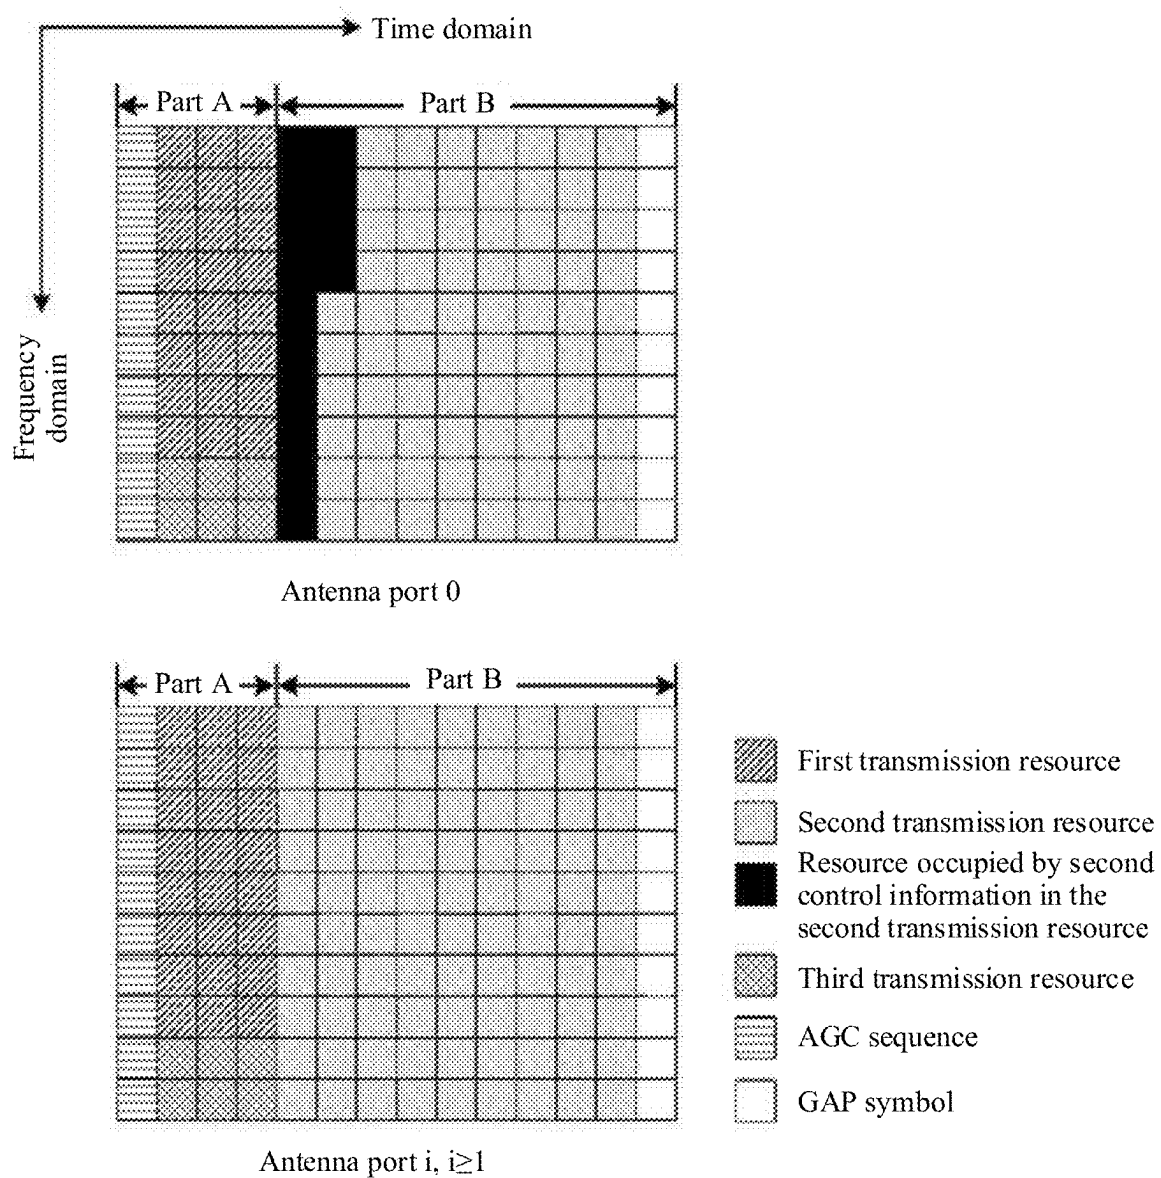 Time domain
Part A
Part B
Frequency
domain
Antenna port 0
Part A
Part B
First transmission resource
Second transmission resource
Resource occupied by second
control information in the
second transmission resource
Third transmission resource
AGC sequence
GAP symbol
Antenna port i, i≥1